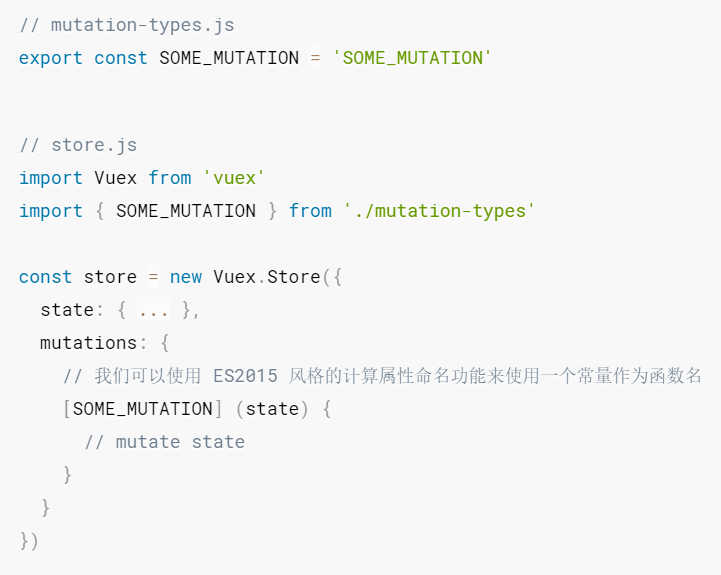 // mutation-types.js
export const SOME_MUTATION = 'SOME_MUTATION'
// store.js
import Vuex from 'vuex'
import { SOME_MUTATION } from './mutation-types'
const store = new Vuex.Store({
  state: { ... },
  mutations: {
    // 我们可以使用 ES2015 风格的计算属性命名功能来使用一个常量作为函数名
    [SOME_MUTATION] (state) {
      // mutate state
    }
  }
})